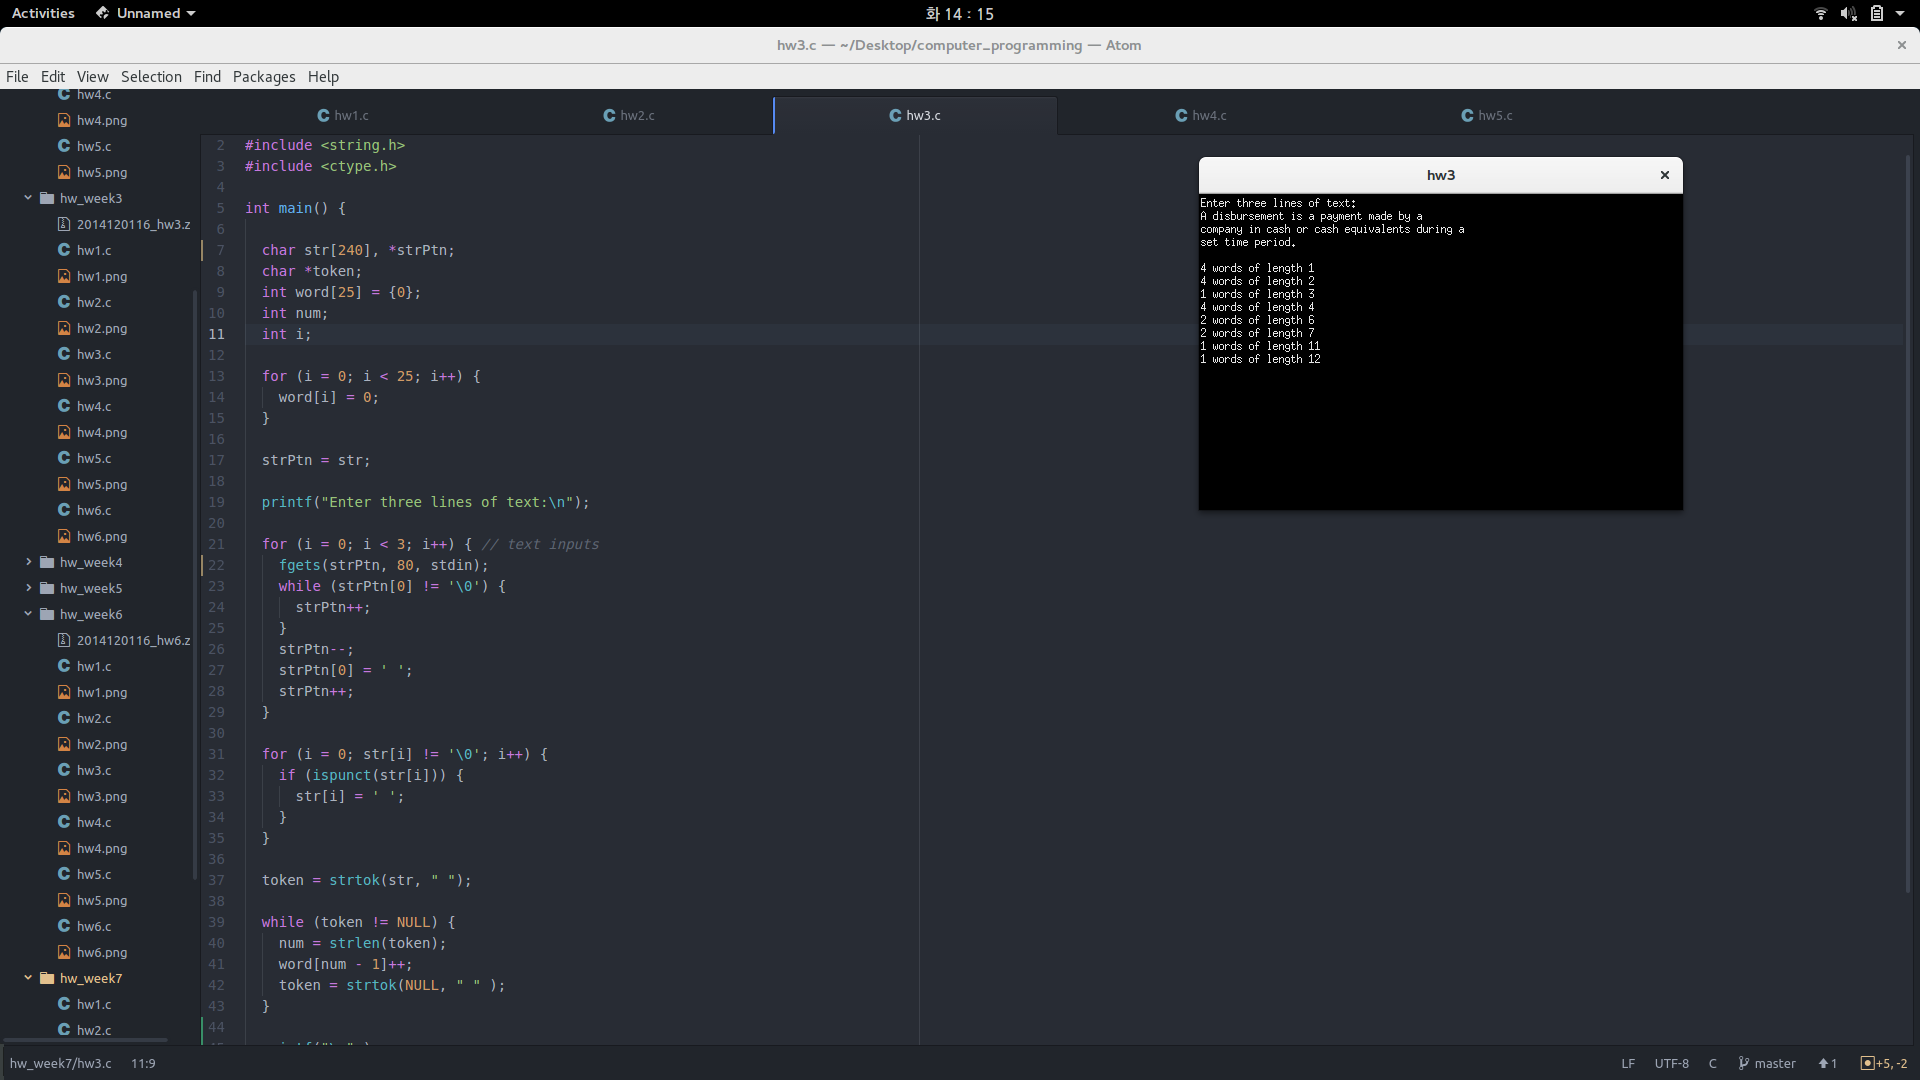 Activities Unnamed 화 14 : 15
hw3.c — ~/Desktop/computer_programming — Atom
File Edit View Selection Find Packages Help
hw4.c
hw4.png
hw5.c
hw5.png
hw_week3
2014120116_hw3.z
hw1.c
hw1.png
hw2.c
hw2.png
hw3.c
hw3.png
hw4.c
hw4.png
hw5.c
hw5.png
hw6.c
hw6.png
hw_week4
hw_week5
hw_week6
2014120116_hw6.z
hw1.c
hw1.png
hw2.c
hw2.png
hw3.c
hw3.png
hw4.c
hw4.png
hw5.c
hw5.png
hw6.c
hw6.png
hw_week7
hw1.c
hw2.c
hw1.c hw2.c hw3.c hw4.c hw5.c
2 #include <string.h>
3 #include <ctype.h>
4
5 int main() {
6
7 char str[240], *strPtn;
8 char *token;
9 int word[25] = {0};
10 int num;
11 int i;
12
13 for (i = 0; i < 25; i++) {
14 word[i] = 0;
15 }
16
17 strPtn = str;
18
19 printf("Enter three lines of text:\n");
20
21 for (i = 0; i < 3; i++) { // text inputs
22 fgets(strPtn, 80, stdin);
23 while (strPtn[0] != '\0') {
24 strPtn++;
25 }
26 strPtn--;
27 strPtn[0] = ' ';
28 strPtn++;
29 }
30
31 for (i = 0; str[i] != '\0'; i++) {
32 if (ispunct(str[i])) {
33 str[i] = ' ';
34 }
35 }
36
37 token = strtok(str, " ");
38
39 while (token != NULL) {
40 num = strlen(token);
41 word[num - 1]++;
42 token = strtok(NULL, " " );
43 }
44
hw3
Enter three lines of text:
A disbursement is a payment made by a
company in cash or cash equivalents during a
set time period.
4 words of length 1
4 words of length 2
1 words of length 3
4 words of length 4
2 words of length 6
2 words of length 7
1 words of length 11
1 words of length 12
hw_week7/hw3.c 11:9 LF UTF-8 C master 1 +5, -2